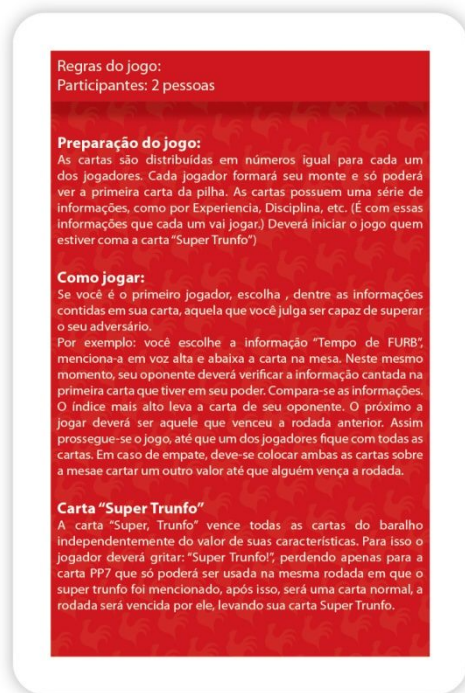 Regras do jogo:
Participantes: 2 pessoas
Preparação do jogo:
As cartas são distribuídas em números igual para cada um
dos jogadores. Cada jogador formará seu monte e só poderá
ver a primeira carta da pilha. As cartas possuem uma série de
informações, como por Experiencia, Disciplina, etc. (É com essas
informações que cada um vai jogar.) Deverá iniciar o jogo quem
estiver coma a carta “Super Trunfo”)
Como jogar:
Se você é o primeiro jogador, escolha , dentre as informações
contidas em sua carta, aquela que você julga ser capaz de superar
o seu adversário.
Por exemplo: você escolhe a informação “Tempo de FURB”,
menciona-a em voz alta e abaixa a carta na mesa. Neste mesmo
momento, seu oponente deverá verificar a informação cantada na
primeira carta que tiver em seu poder. Compara-se as informações.
O índice mais alto leva a carta de seu oponente. O próximo a
jogar deverá ser aquele que venceu a rodada anterior. Assim
prossegue-se o jogo, até que um dos jogadores fique com todas as
cartas. Em caso de empate, deve-se colocar ambas as cartas sobre
a mesae cartar um outro valor até que alguém vença a rodada.
Carta “Super Trunfo”
A carta “Super, Trunfo” vence todas as cartas do baralho
independentemente do valor de suas características. Para isso o
jogador deverá gritar: “Super Trunfo!”, perdendo apenas para a
carta PP7 que só poderá ser usada na mesma rodada em que o
super trunfo foi mencionado, após isso, será uma carta normal, a
rodada será vencida por ele, levando sua carta Super Trunfo.